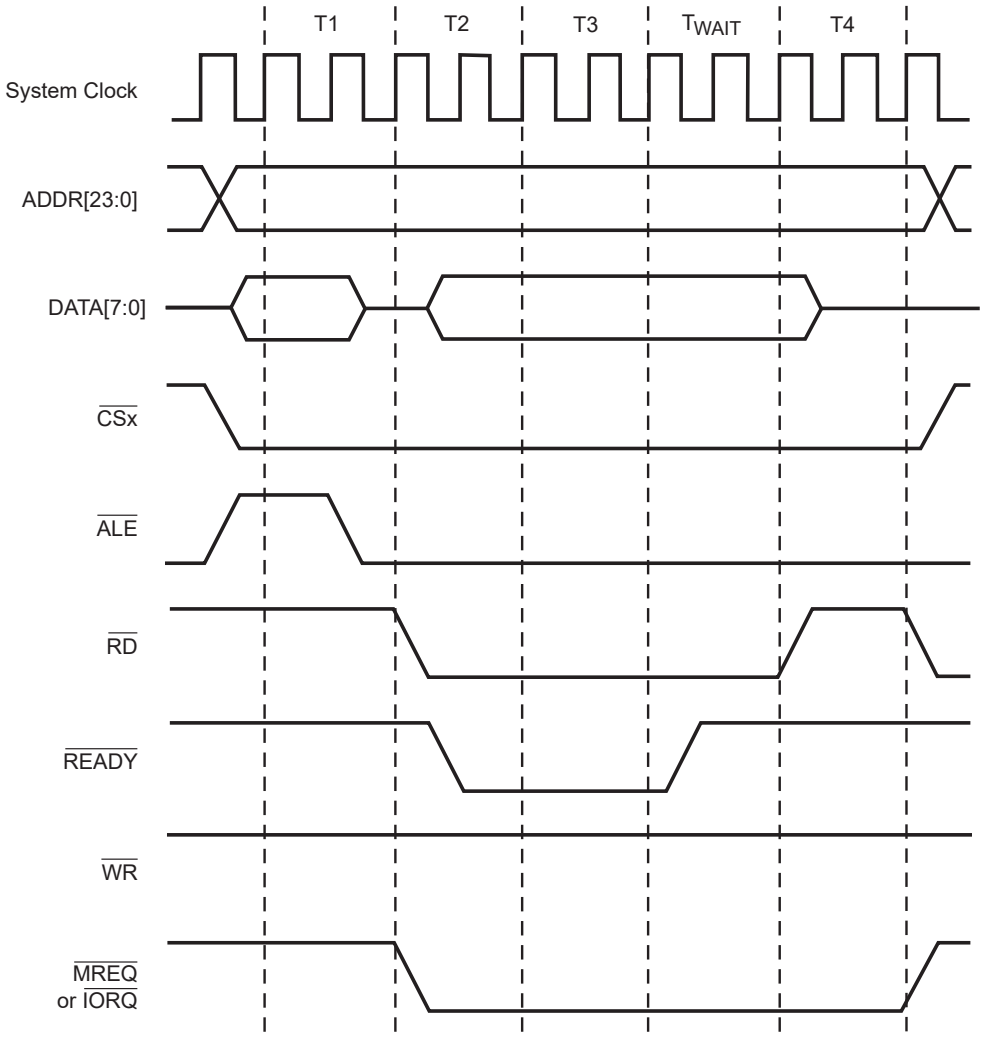 T1 T2 T3 TWAIT T4
System Clock
ADDR[23:0]
DATA[7:0]
CSx
ALE
RD
READY
WR
MREQ
or IORQ